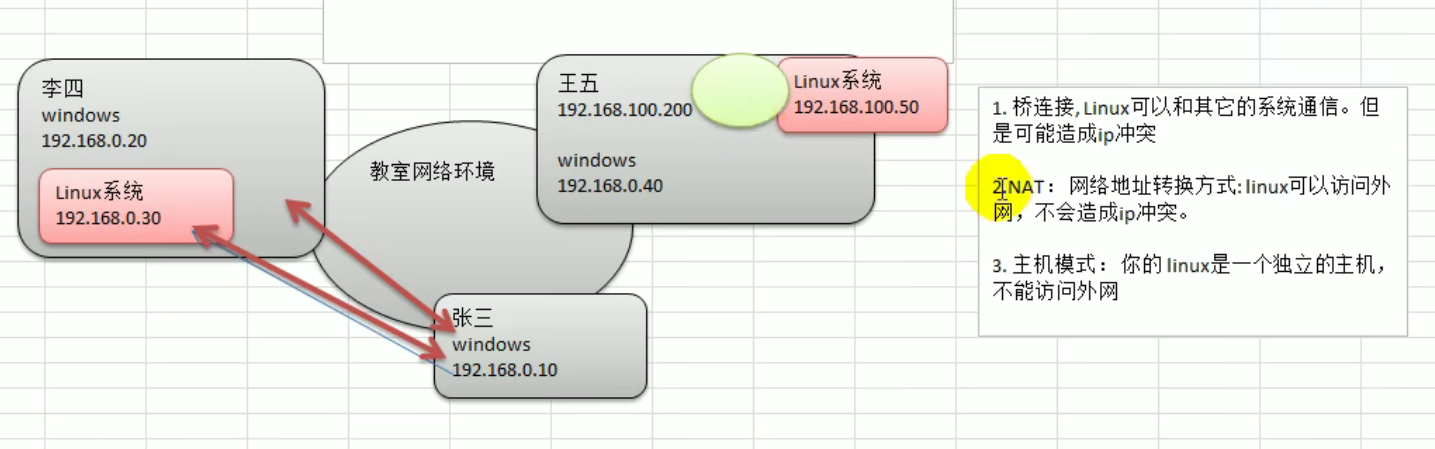 李四
windows
192.168.0.20
Linux系统
192.168.0.30
教室网络环境
王五
192.168.100.200
windows
192.168.0.40
Linux系统
192.168.100.50
张三
windows
192.168.0.10
1. 桥连接,Linux可以和其它的系统通信。但
是可能造成ip冲突
2.NAT：网络地址转换方式:linux可以访问外
网，不会造成ip冲突。
3. 主机模式：你的 linux是一个独立的主机，
不能访问外网